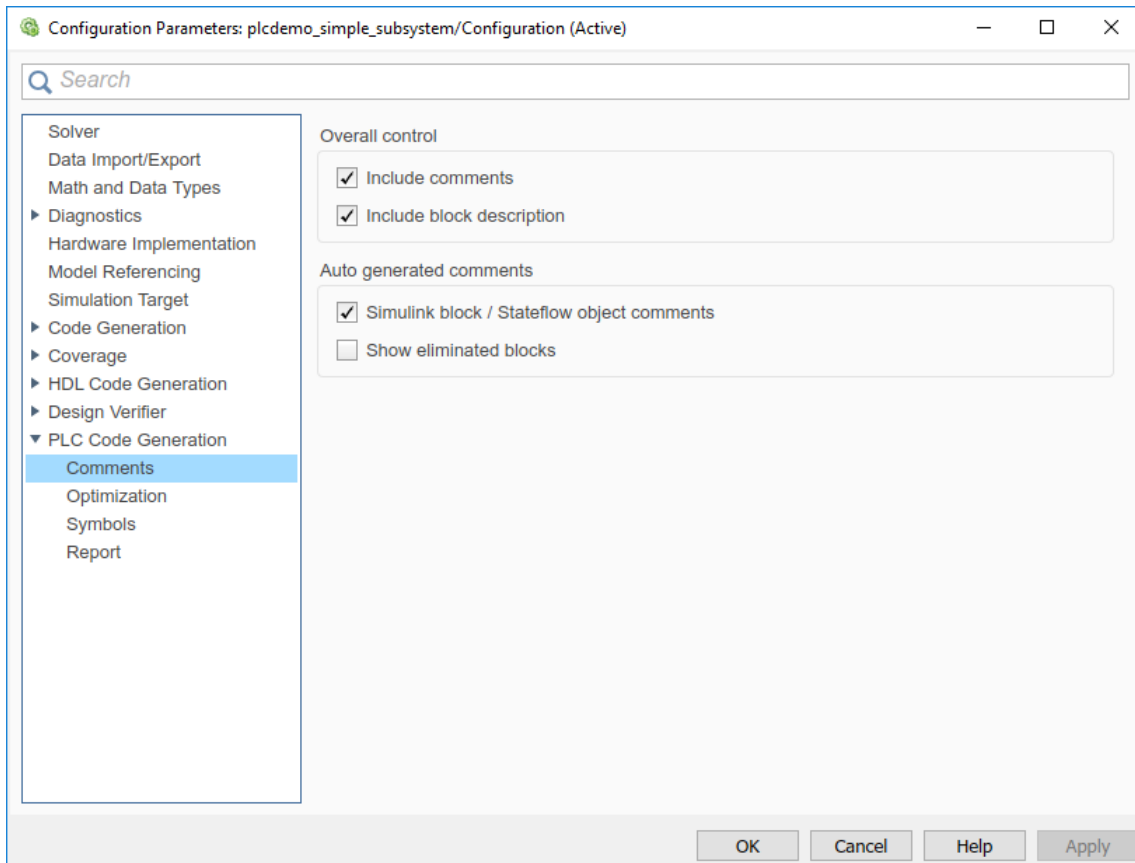 Configuration Parameters: plcdemo_simple_subsystem/Configuration (Active)
Search
Solver
Data Import/Export
Math and Data Types
Diagnostics
Hardware Implementation
Model Referencing
Simulation Target
Code Generation
Coverage
HDL Code Generation
Design Verifier
PLC Code Generation
Comments
Optimization
Symbols
Report
Overall control
Include comments
Include block description
Auto generated comments
Simulink block / Stateflow object comments
Show eliminated blocks
OK Cancel Help Apply